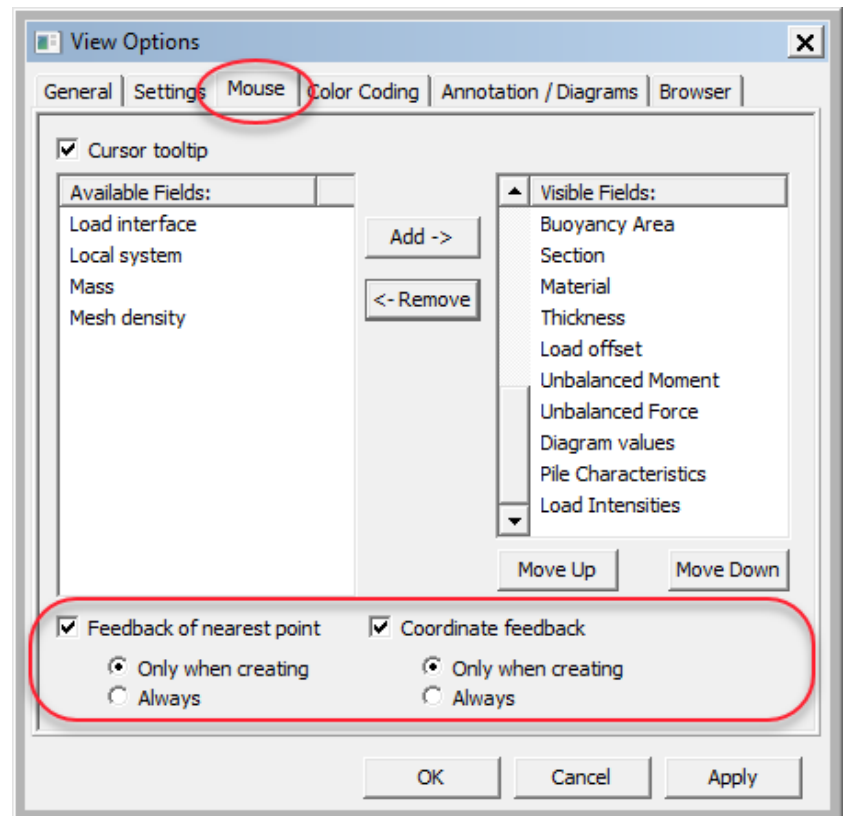 View Options
General Settings Mouse Color Coding Annotation / Diagrams Browser
Cursor tooltip
Available Fields:
Load interface
Local system
Mass
Mesh density
Add ->
<- Remove
Visible Fields:
Buoyancy Area
Section
Material
Thickness
Load offset
Unbalanced Moment
Unbalanced Force
Diagram values
Pile Characteristics
Load Intensities
Move Up Move Down
Feedback of nearest point Coordinate feedback
Only when creating Only when creating
Always Always
OK Cancel Apply